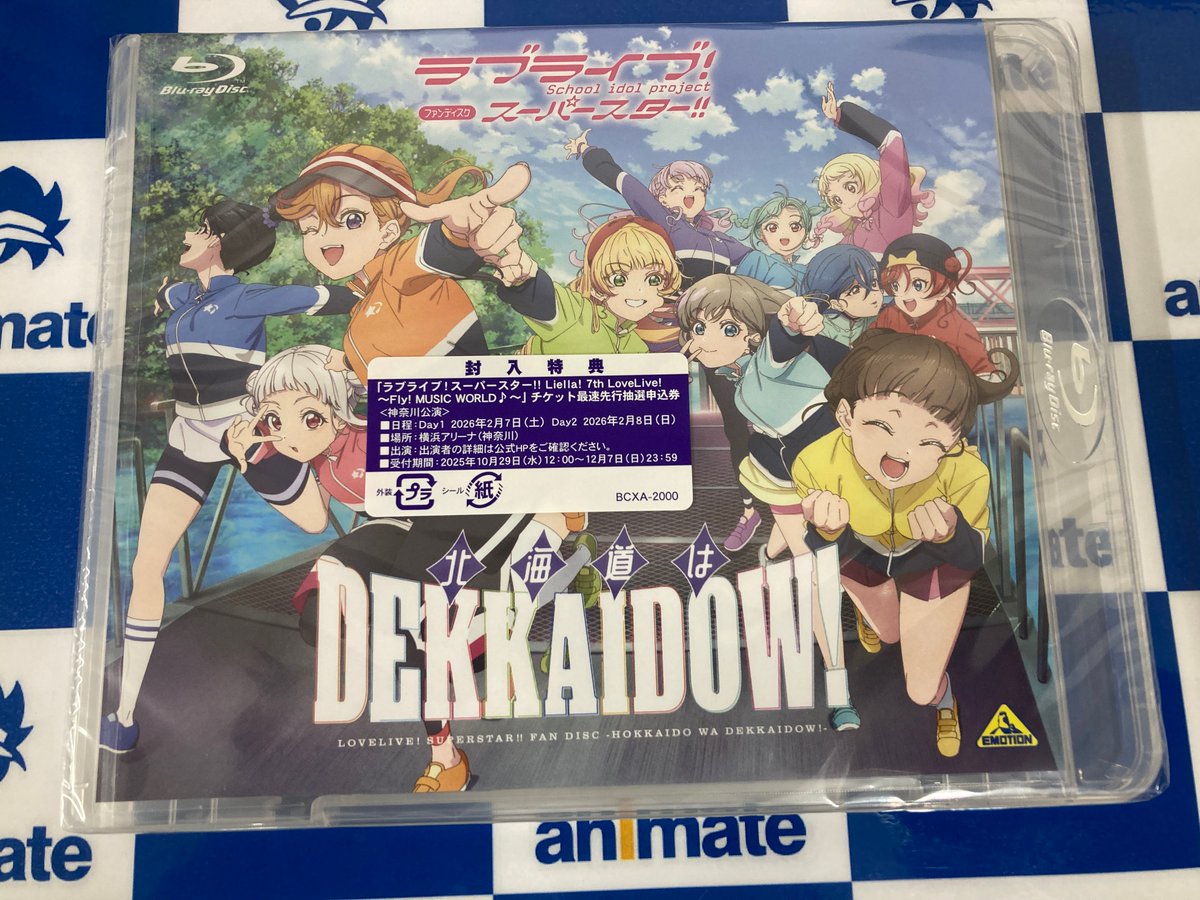 Blu-ray Disc
ラブライブ!
School idol project
ファンディスク スーパースター!!
封入特典
「ラブライブ!スーパースター!! Liella! 7th LoveLive!
～Fly! MUSIC WORLD♪～」チケット最速先行抽選申込券
<神奈川公演>
■日程:Day1 2026年2月7日(土) Day2 2026年2月8日(日)
■場所:横浜アリーナ(神奈川)
■出演:出演者の詳細は公式HPをご確認ください。
■受付期間:2025年10月29日(水)12:00～12月7日(日)23:59
外装 プラ シール 紙 BCXA-2000
北海道は
DEKKAIDOW!
LOVELIVE! SUPERSTAR!! FAN DISC -HOKKAIDO WA DEKKAIDOW!-
EMOTION
Blu-ray Disc
nimate
an
ate
ate
animate